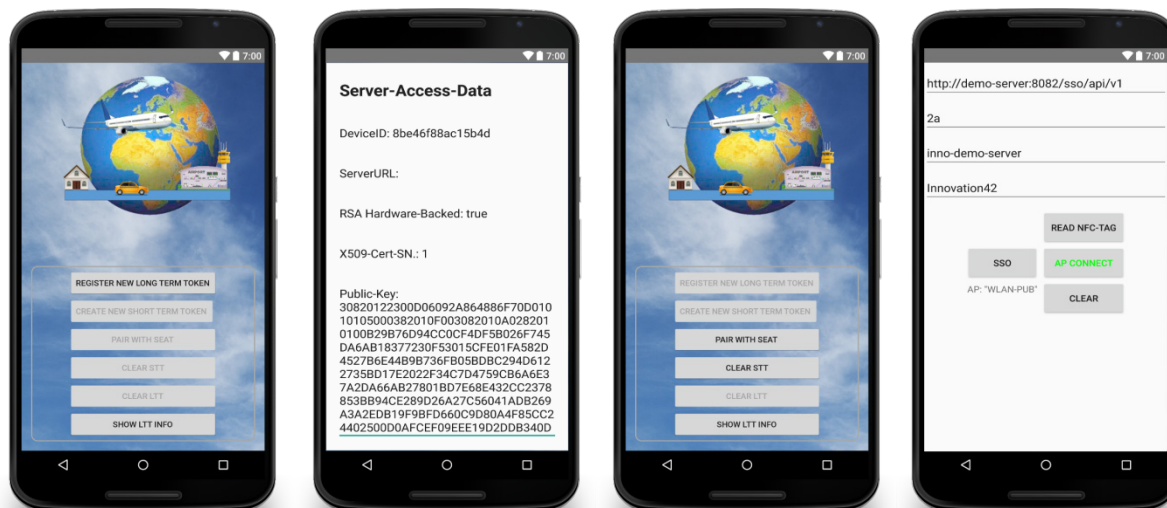 7:00
REGISTER NEW LONG TERM TOKEN
CREATE NEW SHORT TERM TOKEN
PAIR WITH SEAT
CLEAR STT
CLEAR LTT
SHOW LTT INFO
7:00
Server-Access-Data
DeviceID: 8be46f88ac15b4d
ServerURL:
RSA Hardware-Backed: true
X509-Cert-SN.: 1
Public-Key:
30820122300D06092A864886F70D010
10105000382010F003082010A028201
0100B29B76D94CC0CF4DF5B026F745
DA6AB18377230F53015CFE01FA582D
4527B6E44B9B736FB05BDBC294D612
2735BD17E2022F34C7D4759CB6A6E3
7A2DA66AB27801BD7E68E432CC2378
853BB94CE289D26A27C56041ADB269
A3A2EDB19F9BFD660C9D80A4F85CC2
4402500D0AFCEF09EEE19D2DDB340D
7:00
REGISTER NEW LONG TERM TOKEN
CREATE NEW SHORT TERM TOKEN
PAIR WITH SEAT
CLEAR STT
CLEAR LTT
SHOW LTT INFO
7:00
http://demo-server:8082/sso/api/v1
2a
inno-demo-server
Innovation42
READ NFC-TAG
SSO
AP CONNECT
AP: "WLAN-PUB"
CLEAR